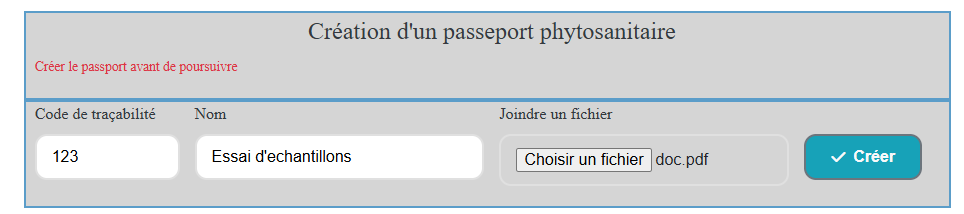 Création d'un passeport phytosanitaire
Créer le passport avant de poursuivre
Code de traçabilité Nom Joindre un fichier
123 Essai d'echantillons Choisir un fichier doc.pdf Créer